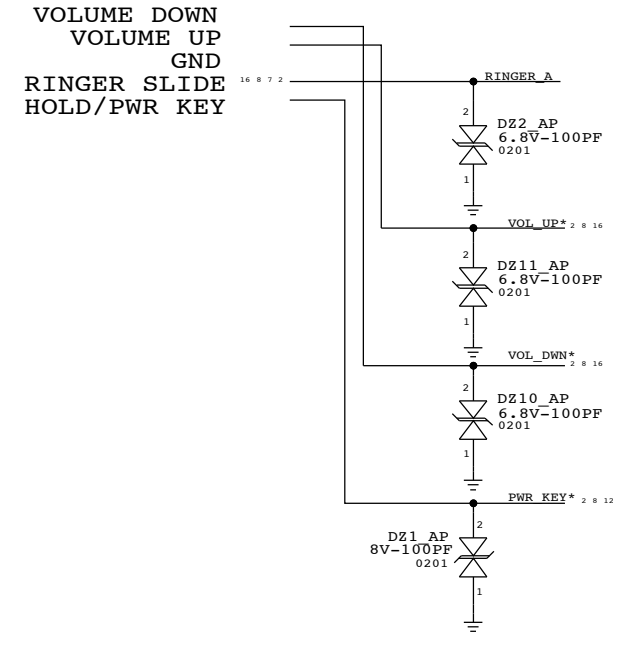 VOLUME DOWN
VOLUME UP
GND
RINGER SLIDE 16 8 7 2 RINGER_A
HOLD/PWR KEY
2
DZ2_AP
6.8V-100PF
0201
1
VOL_UP* 2 8 16
2
DZ11_AP
6.8V-100PF
0201
1
VOL_DWN* 2 8 16
2
DZ10_AP
6.8V-100PF
0201
1
PWR_KEY* 2 8 12
2
DZ1_AP
8V-100PF
0201
1